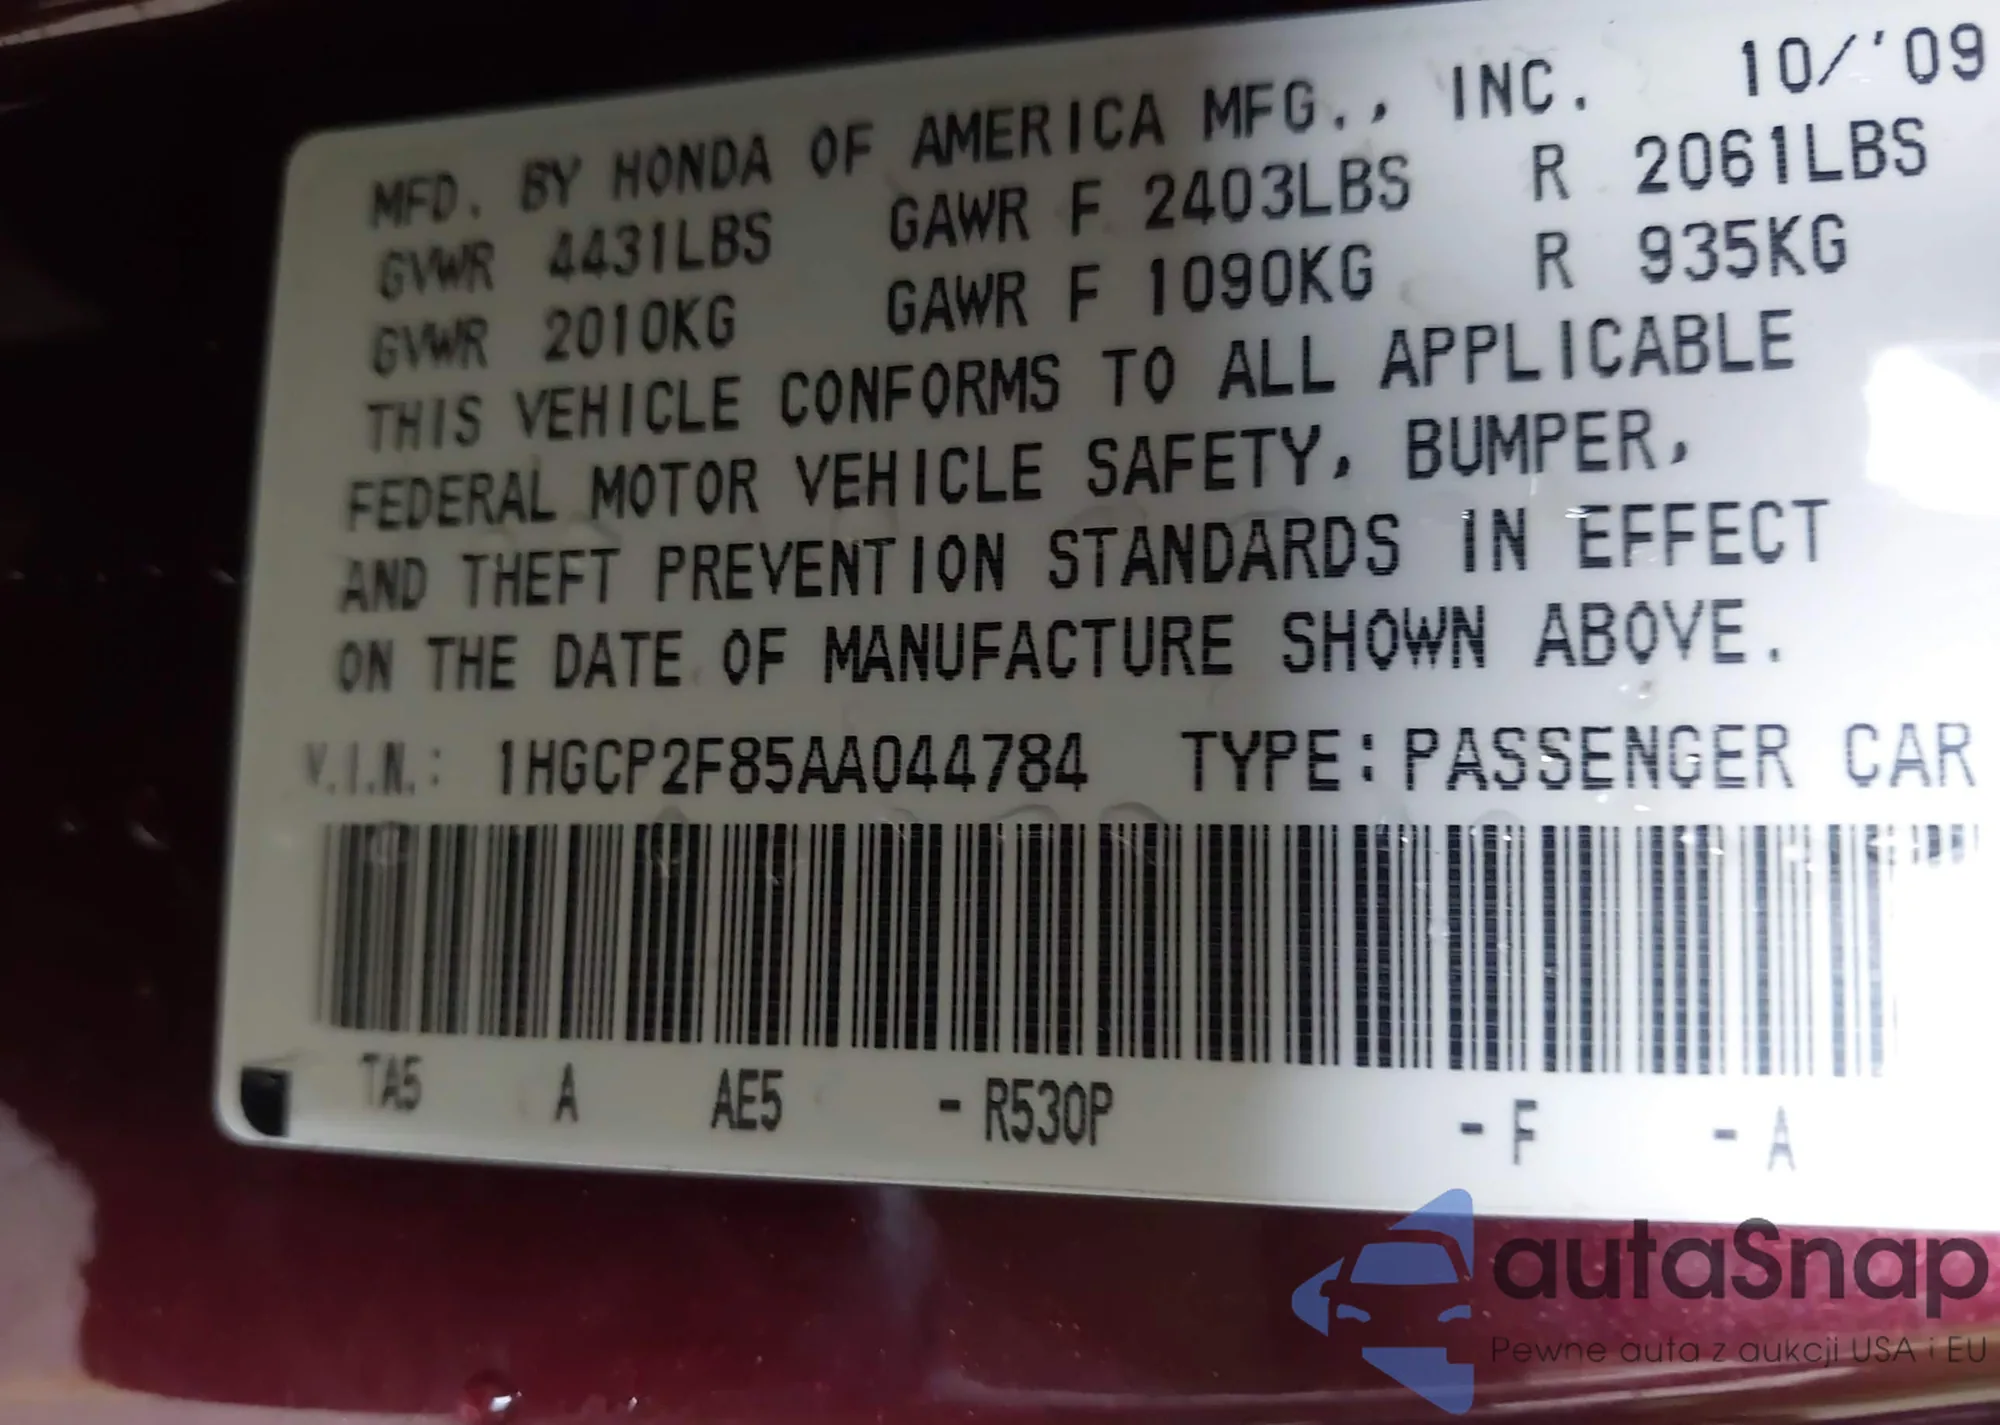 MFD. BY HONDA OF AMERICA MFG., INC. 10/'09
GVWR 4431LBS GAWR F 2403LBS R 2061LBS
GVWR 2010KG GAWR F 1090KG R 935KG
THIS VEHICLE CONFORMS TO ALL APPLICABLE
FEDERAL MOTOR VEHICLE SAFETY, BUMPER,
AND THEFT PREVENTION STANDARDS IN EFFECT
ON THE DATE OF MANUFACTURE SHOWN ABOVE.
V.I.N.: 1HGCP2F85AA044784 TYPE: PASSENGER CAR
TA5 A AE5 - R530P - F - A
autaSnap
Pewne auta z aukcji USA i EU